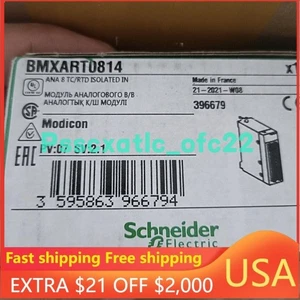 BMXART0814
ANA 8 TC/RTD ISOLATED IN
Made in France
МОДУЛЬ АНАЛОГОВОГО В/В
21-2021-W08
АНАЛОГТЫҚ К/Ш МОДУЛІ
396679
Modicon
EAC
PV:07 SV:2.1
3 595863 966794
Schneider
Electric
Fast shipping Free shipping
EXTRA $21 OFF $2,000
USA